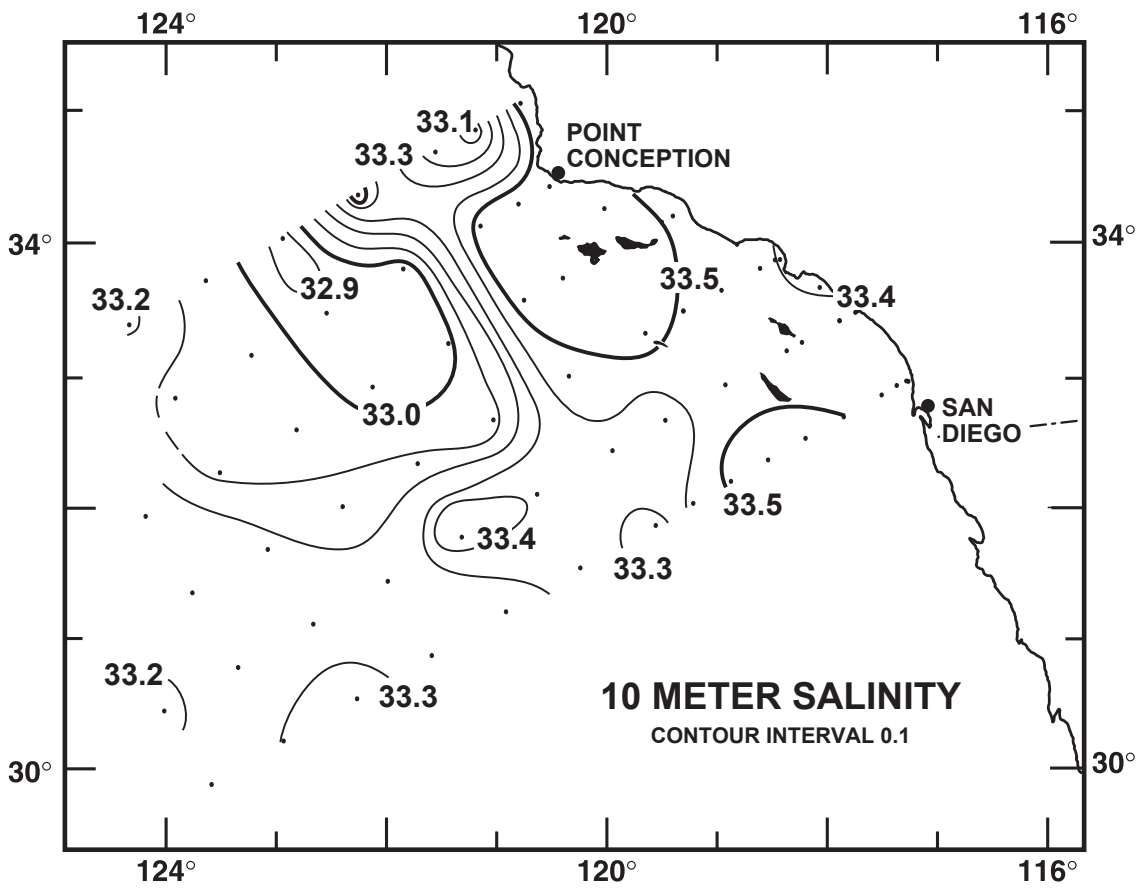 124° 120° 116°
33.1
POINT
CONCEPTION
33.3
34° 34°
33.5
32.9
33.2 33.4
33.0
SAN
DIEGO
33.5
33.4
33.3
33.2
33.3
10 METER SALINITY
CONTOUR INTERVAL 0.1
30° 30°
124° 120° 116°